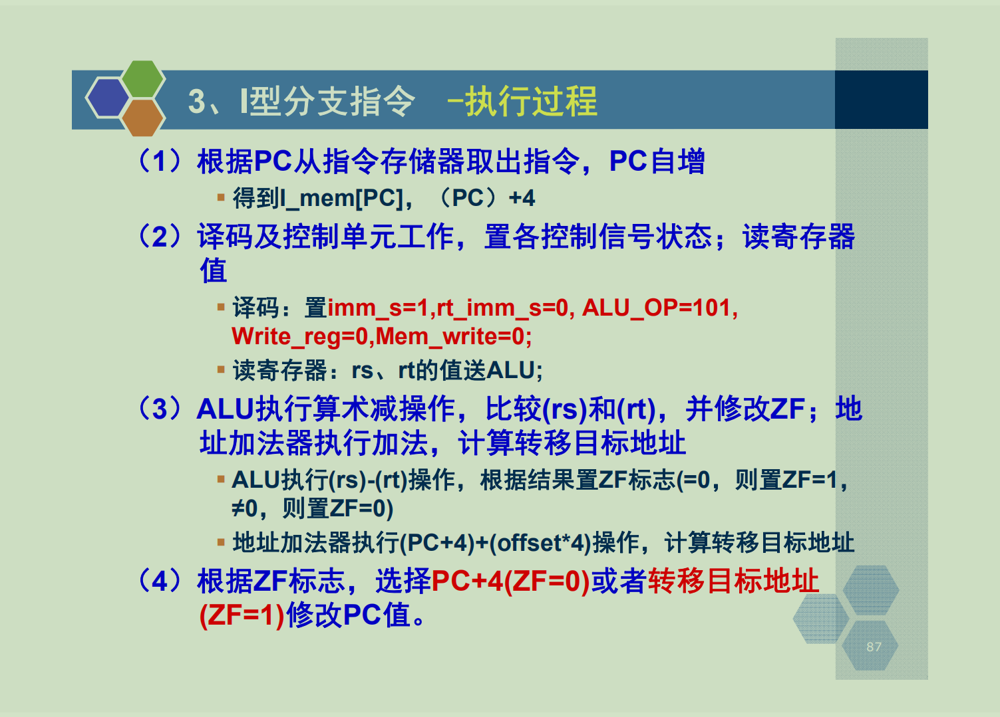 3、I型分支指令 -执行过程
（1）根据PC从指令存储器取出指令，PC自增
▪ 得到I_mem[PC]，（PC）+4
（2）译码及控制单元工作，置各控制信号状态；读寄存器
值
▪ 译码：置imm_s=1,rt_imm_s=0, ALU_OP=101,
Write_reg=0,Mem_write=0;
▪ 读寄存器：rs、rt的值送ALU;
（3）ALU执行算术减操作，比较(rs)和(rt)，并修改ZF；地
址加法器执行加法，计算转移目标地址
▪ ALU执行(rs)-(rt)操作，根据结果置ZF标志(=0，则置ZF=1，
≠0，则置ZF=0)
▪ 地址加法器执行(PC+4)+(offset*4)操作，计算转移目标地址
（4）根据ZF标志，选择PC+4(ZF=0)或者转移目标地址
(ZF=1)修改PC值。
87